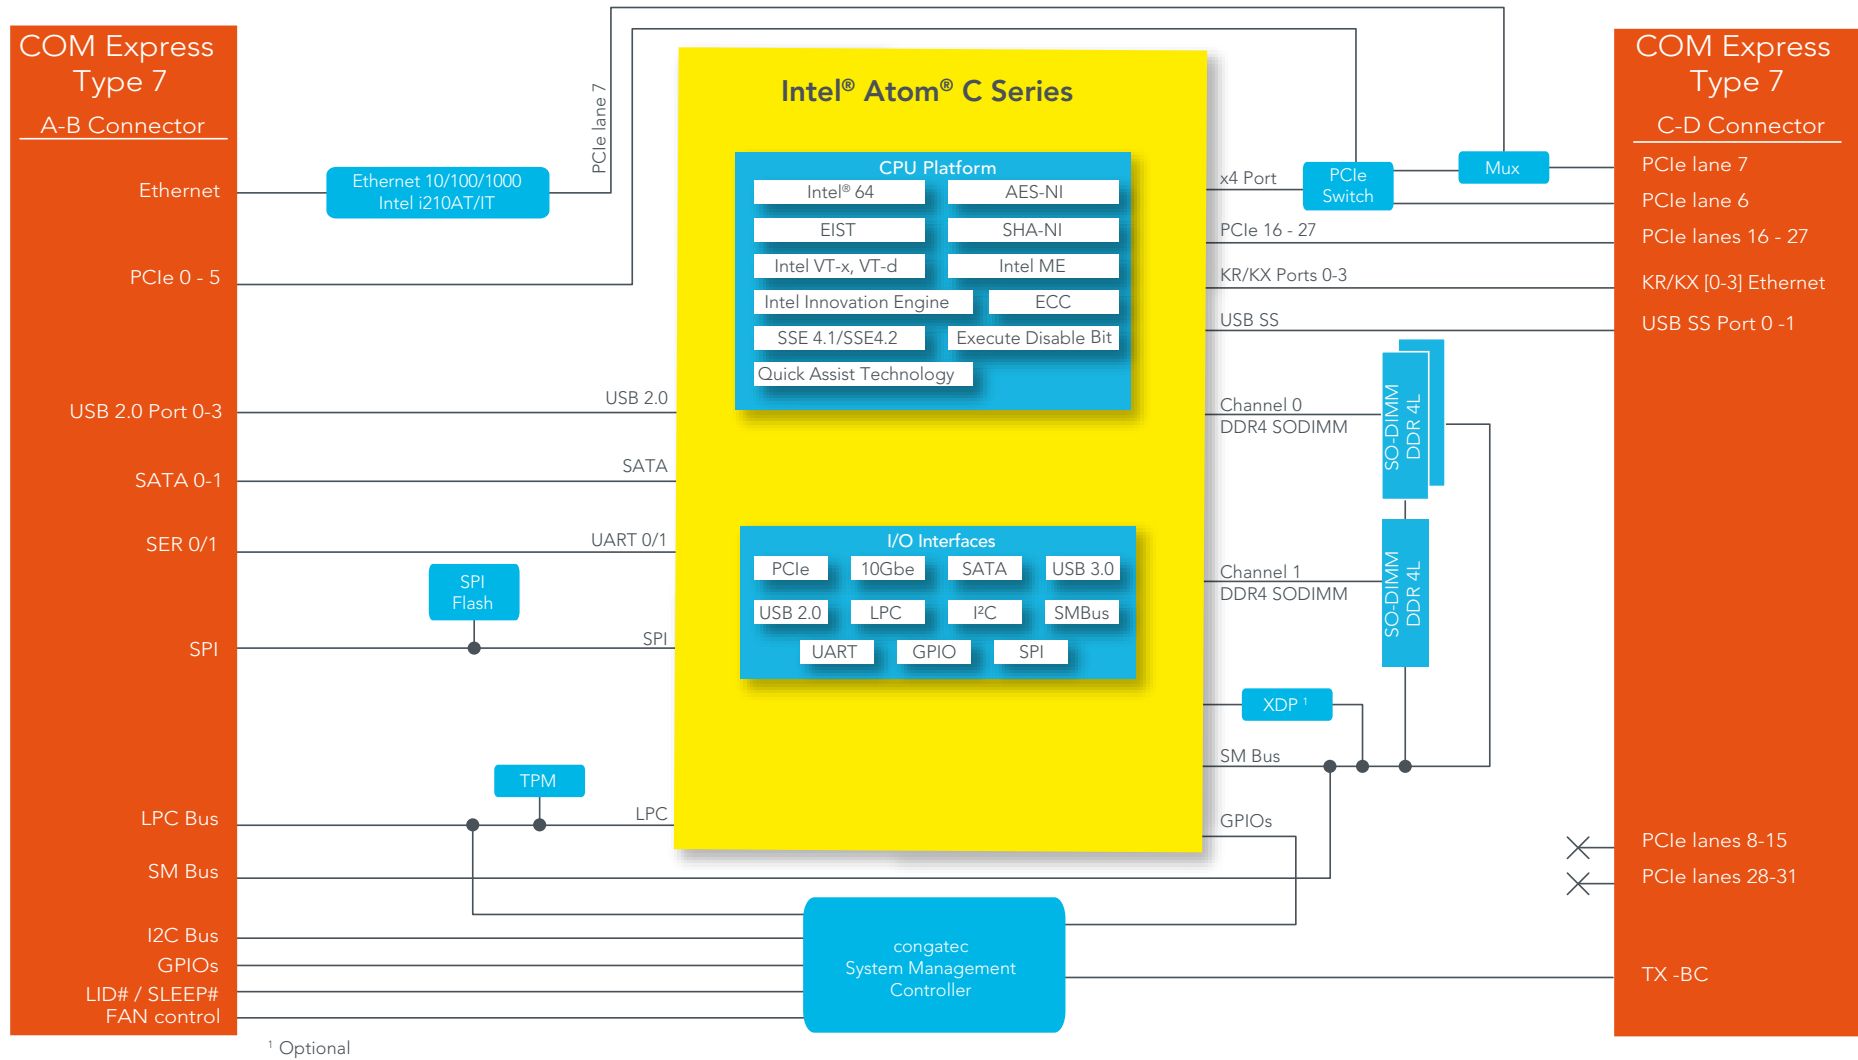 COM Express
Type 7
A-B Connector
Ethernet
PCIe 0 - 5
USB 2.0 Port 0-3
SATA 0-1
SER 0/1
SPI
LPC Bus
SM Bus
I2C Bus
GPIOs
LID# / SLEEP#
FAN control
Ethernet 10/100/1000
Intel i210AT/IT
PCIe lane 7
USB 2.0
SATA
UART 0/1
SPI
Flash
SPI
TPM
LPC
Intel® Atom® C Series
CPU Platform
Intel® 64
AES-NI
EIST
SHA-NI
Intel VT-x, VT-d
Intel ME
Intel Innovation Engine
ECC
SSE 4.1/SSE4.2
Execute Disable Bit
Quick Assist Technology
I/O Interfaces
PCIe
10Gbe
SATA
USB 3.0
USB 2.0
LPC
I²C
SMBus
UART
GPIO
SPI
congatec
System Management
Controller
x4 Port
PCIe
Switch
Mux
PCIe 16 - 27
KR/KX Ports 0-3
USB SS
Channel 0
DDR4 SODIMM
SO-DIMM
DDR 4L
Channel 1
DDR4 SODIMM
SO-DIMM
DDR 4L
XDP ¹
SM Bus
GPIOs
COM Express
Type 7
C-D Connector
PCIe lane 7
PCIe lane 6
PCIe lanes 16 - 27
KR/KX [0-3] Ethernet
USB SS Port 0 -1
PCIe lanes 8-15
PCIe lanes 28-31
TX -BC
¹ Optional